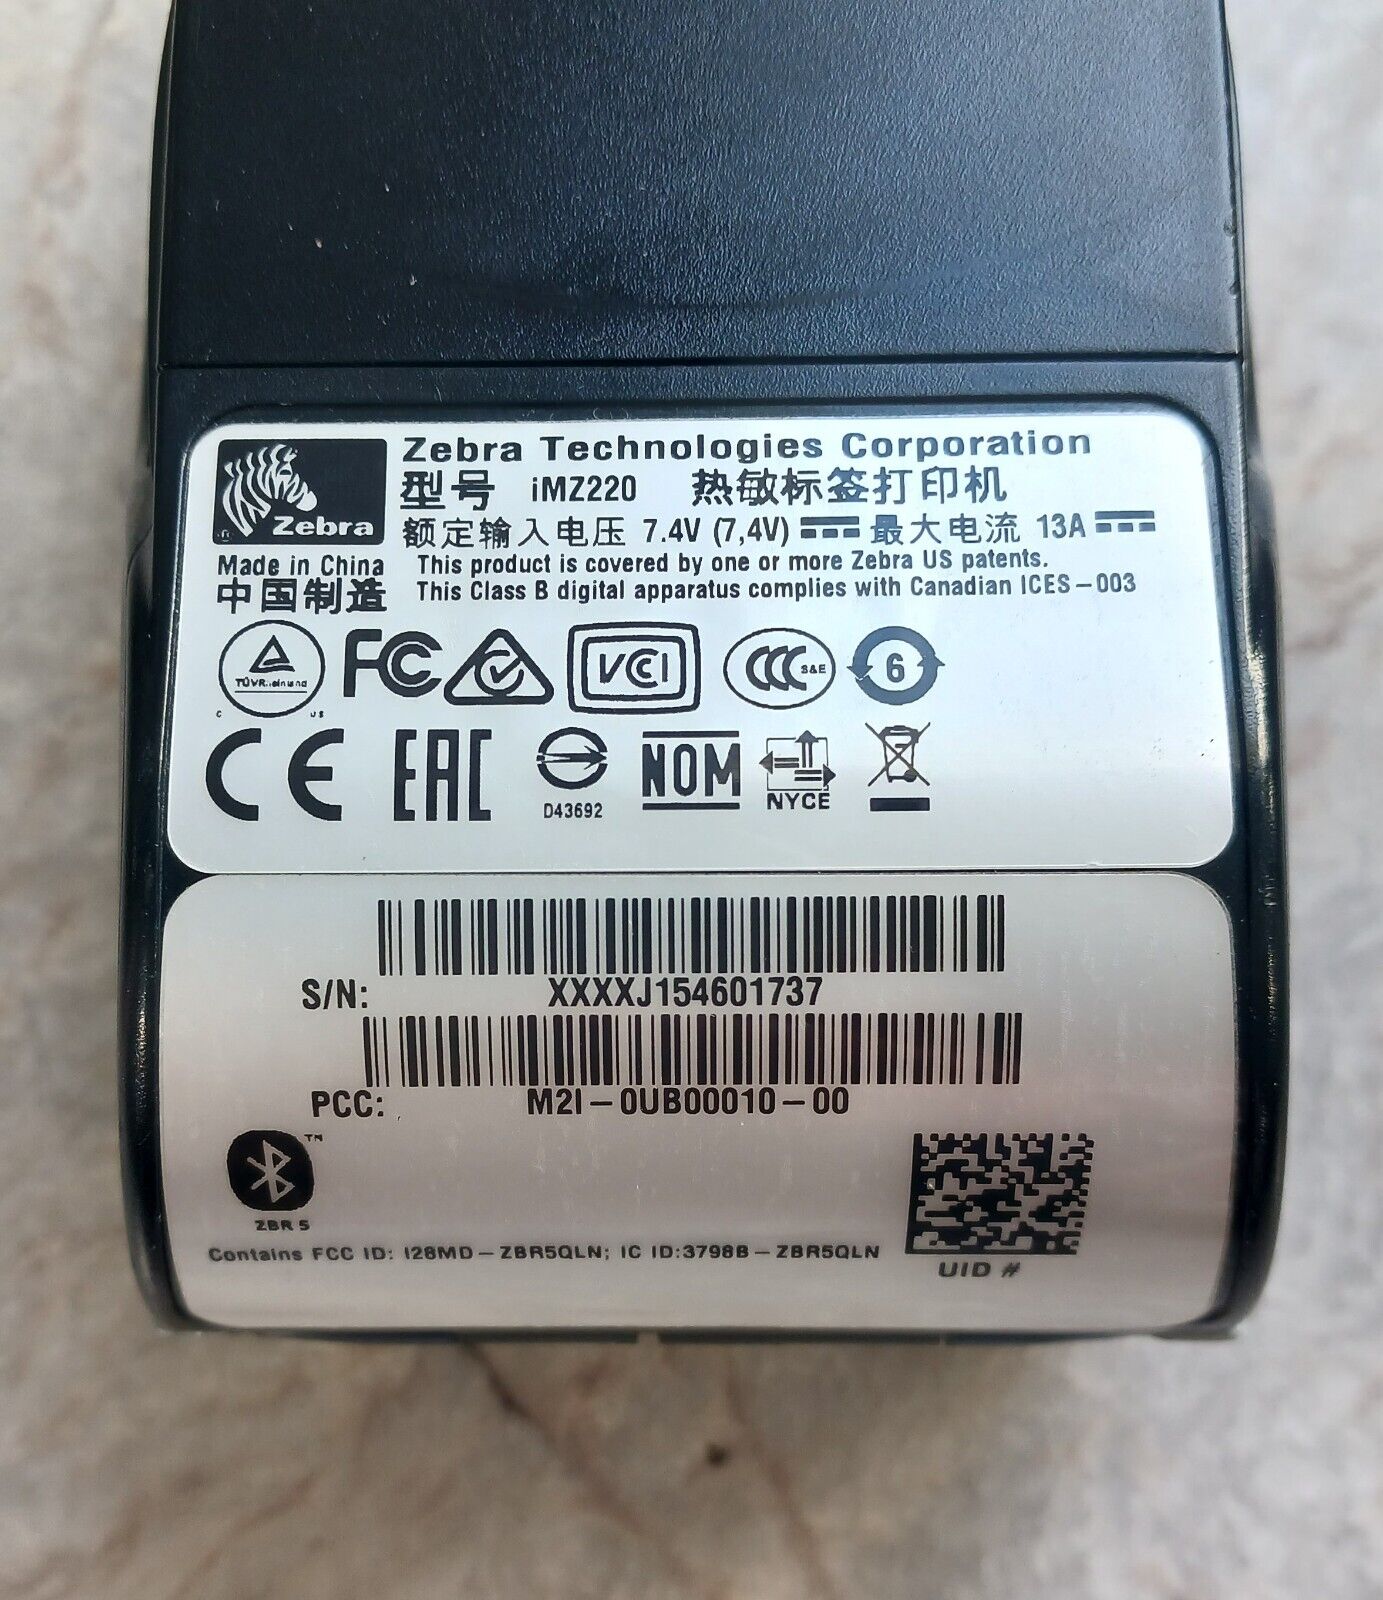 Zebra Technologies Corporation
Zebra
型号 iMZ220 热敏标签打印机
额定输入电压 7.4V (7,4V) 最大电流 13A
Made in China
中国制造
This product is covered by one or more Zebra US patents.
This Class B digital apparatus complies with Canadian ICES-003
TÜVRheinland
C US
FC
VCI
CCC S&E
6
CE
EAC
D43692
NOM
NYCE
S/N: XXXXJ154601737
PCC: M2I-0UB00010-00
™
ZBR5
Contains FCC ID: I28MD-ZBR5QLN; IC ID:3798B-ZBR5QLN
UID #